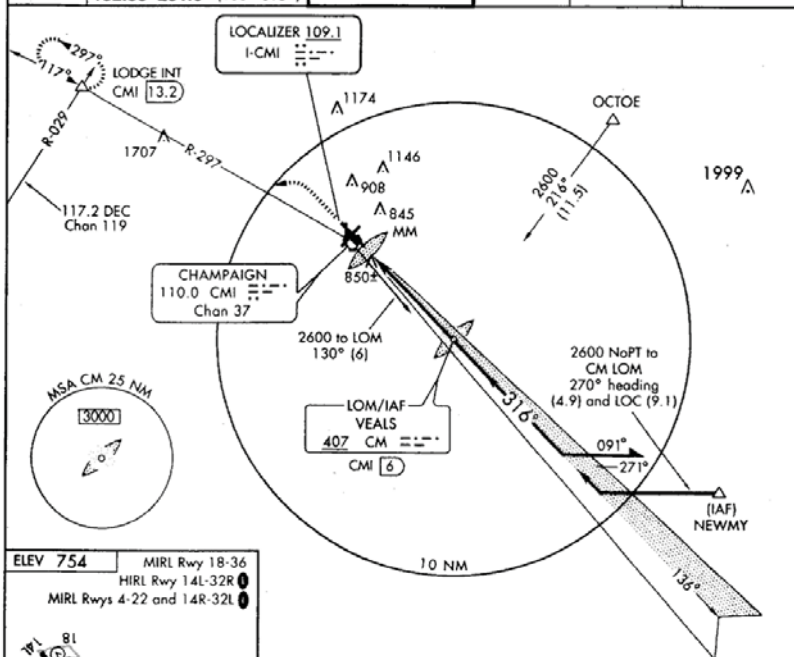 LOCALIZER 109.1
I-CMI
297°
117°
LODGE INT
CMI 13.2
R-029
1707
R-297
117.2 DEC
Chan 119
1174
1146
908
845
MM
850±
OCTOE
2600
216°
(11.5)
1999
CHAMPAIGN
110.0 CMI
Chan 37
2600 to LOM
130° (6)
2600 NoPT to
CM LOM
270° heading
(4.9) and LOC (9.1)
MSA CM 25 NM
3000
LOM/IAF
VEALS
407 CM
CMI 6
316°
091°
271°
(IAF)
NEWMY
136°
10 NM
ELEV 754
MIRL Rwy 18-36
HIRL Rwy 14L-32R
MIRL Rwys 4-22 and 14R-32L
14L
18